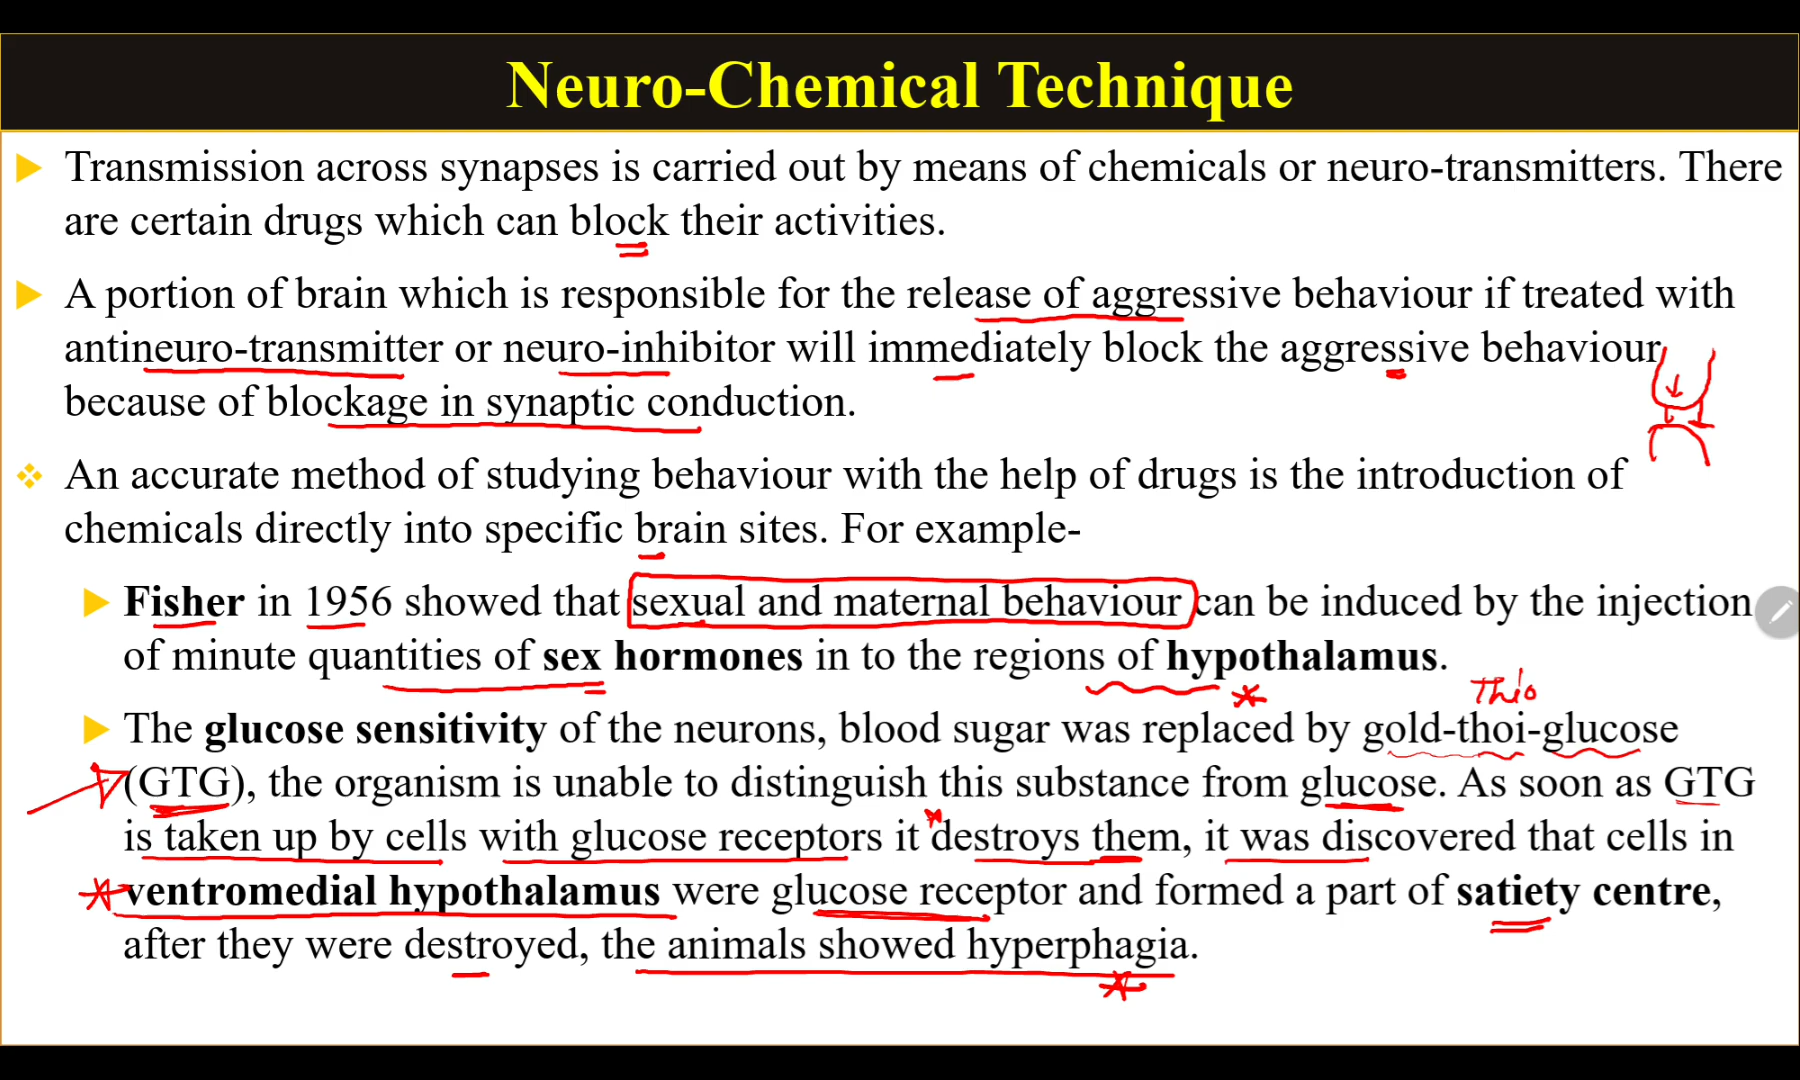 Neuro-Chemical Technique
Transmission across synapses is carried out by means of chemicals or neuro-transmitters. There
are certain drugs which can block their activities.
A portion of brain which is responsible for the release of aggressive behaviour if treated with
antineuro-transmitter or neuro-inhibitor will immediately block the aggressive behaviour
because of blockage in synaptic conduction.
An accurate method of studying behaviour with the help of drugs is the introduction of
chemicals directly into specific brain sites. For example-
Fisher in 1956 showed that sexual and maternal behaviour can be induced by the injection
of minute quantities of sex hormones in to the regions of hypothalamus.
Thio
The glucose sensitivity of the neurons, blood sugar was replaced by gold-thoi-glucose
(GTG), the organism is unable to distinguish this substance from glucose. As soon as GTG
is taken up by cells with glucose receptors it destroys them, it was discovered that cells in
ventromedial hypothalamus were glucose receptor and formed a part of satiety centre,
after they were destroyed, the animals showed hyperphagia.